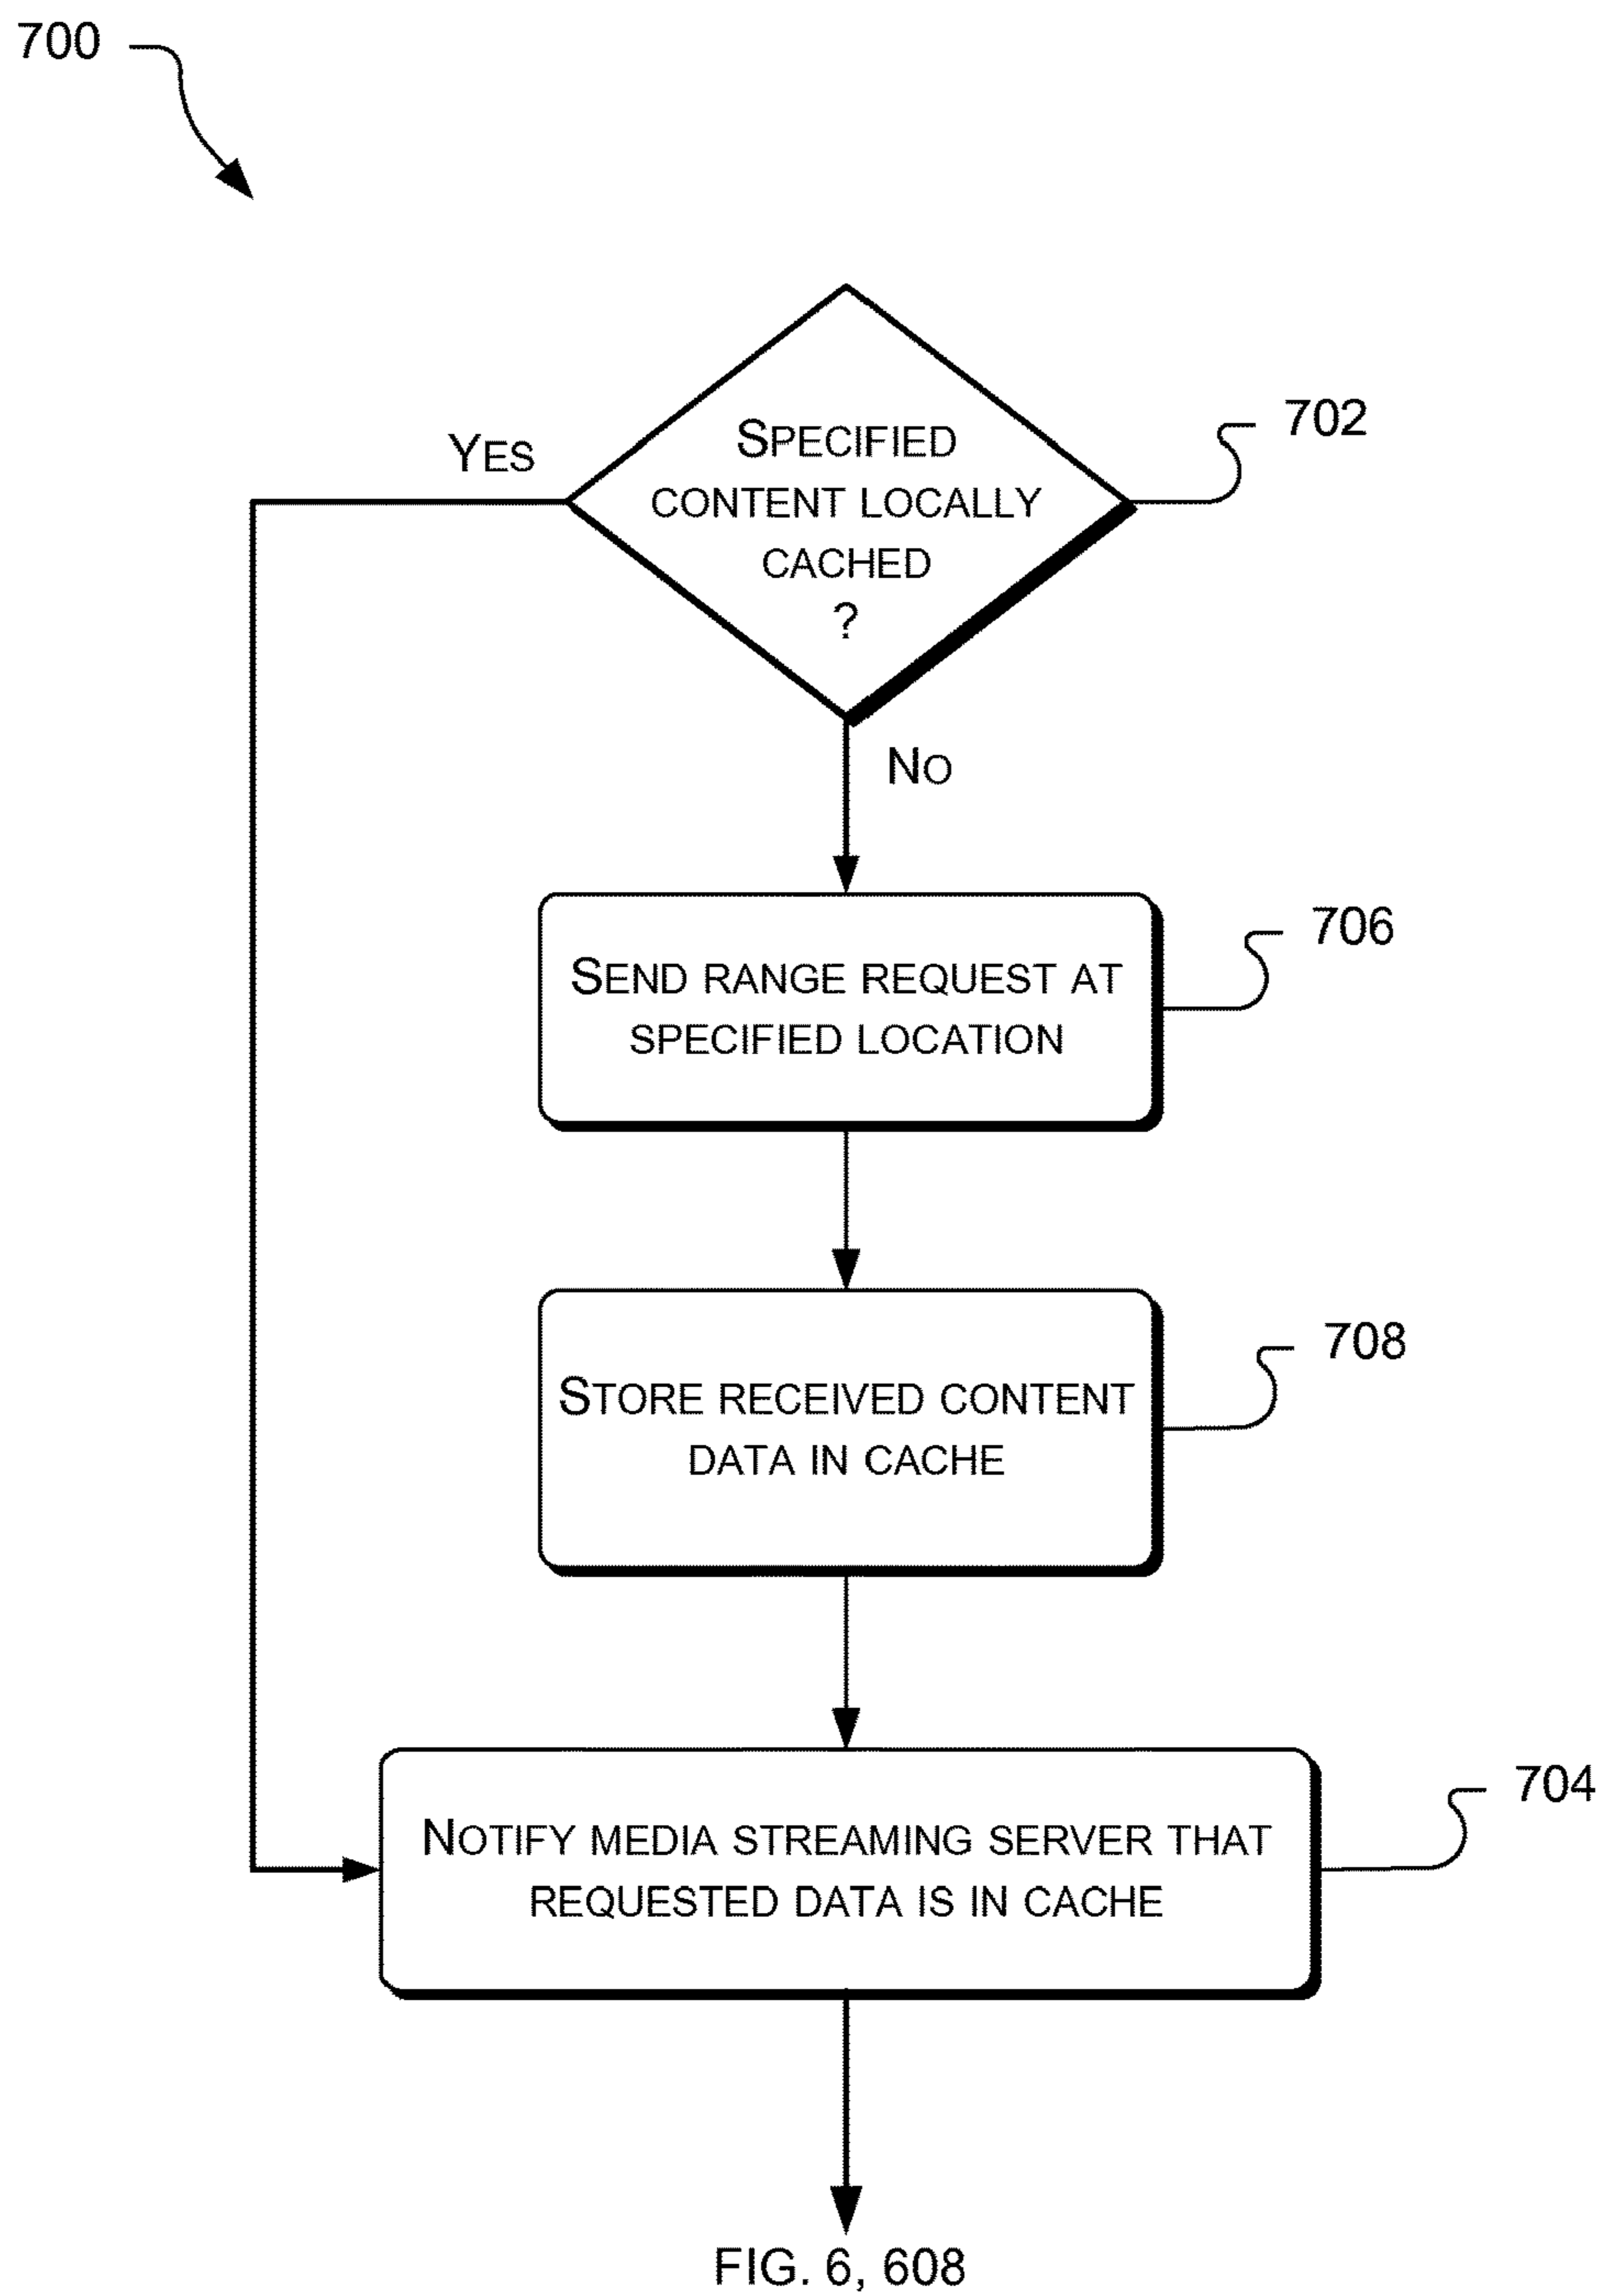 700
702
YES
SPECIFIED
CONTENT LOCALLY
CACHED
?
NO
706
SEND RANGE REQUEST AT
SPECIFIED LOCATION
708
STORE RECEIVED CONTENT
DATA IN CACHE
704
NOTIFY MEDIA STREAMING SERVER THAT
REQUESTED DATA IS IN CACHE
FIG. 6, 608